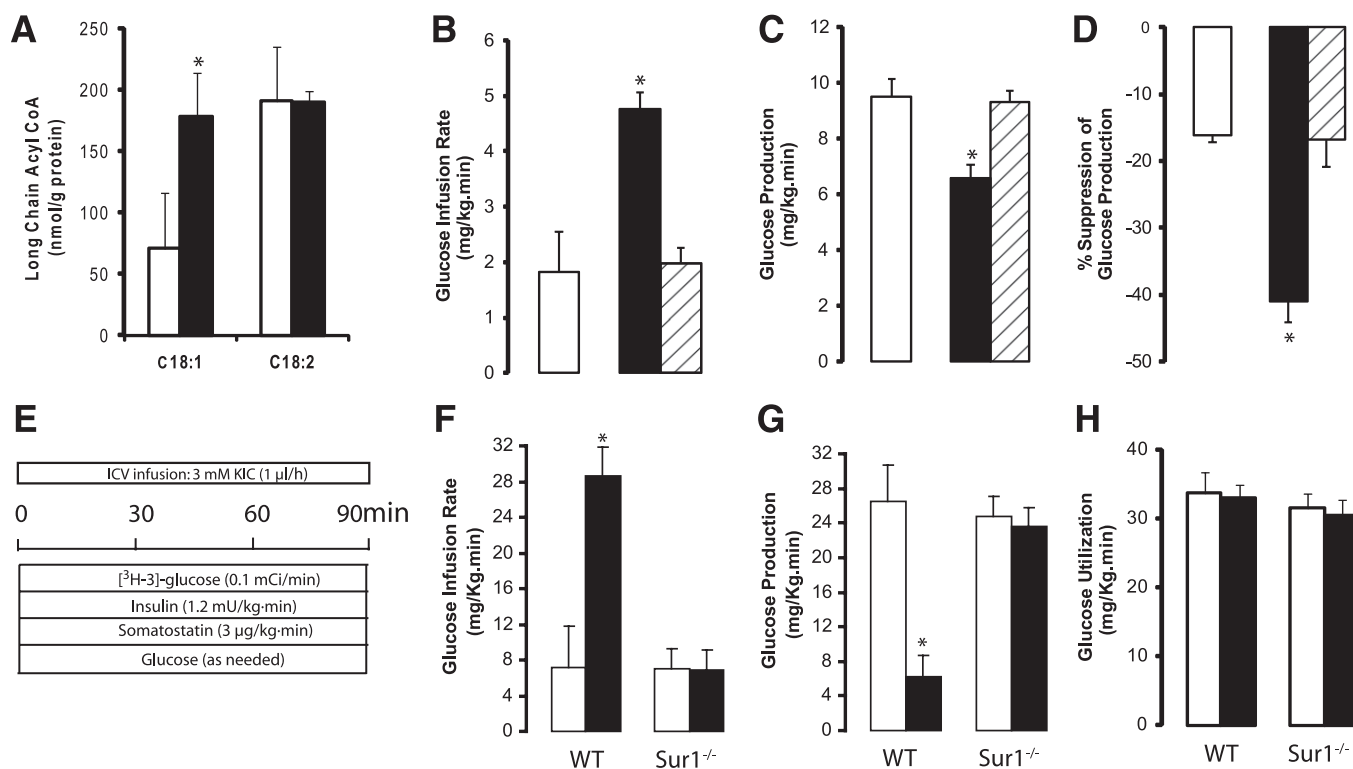 A
Long Chain Acyl CoA
(nmol/g protein)
250
200
150
100
50
0
*
C18:1
C18:2
B
Glucose Infusion Rate
(mg/kg.min)
6
5
4
3
2
1
0
*
C
Glucose Production
(mg/kg.min)
12
10
8
6
4
2
0
*
D
% Suppression of
Glucose Production
0
-10
-20
-30
-40
-50
*
E
ICV infusion: 3 mM KIC (1 µl/h)
0 30 60 90min
[³H-3]-glucose (0.1 mCi/min)
Insulin (1.2 mU/kg·min)
Somatostatin (3 µg/kg·min)
Glucose (as needed)
F
Glucose Infusion Rate
(mg/Kg.min)
32
28
24
20
16
12
8
4
0
*
WT
Sur1-/-
G
Glucose Production
(mg/Kg.min)
32
28
24
20
16
12
8
4
0
*
WT
Sur1-/-
H
Glucose Utilization
(mg/Kg.min)
40
30
20
10
0
WT
Sur1-/-